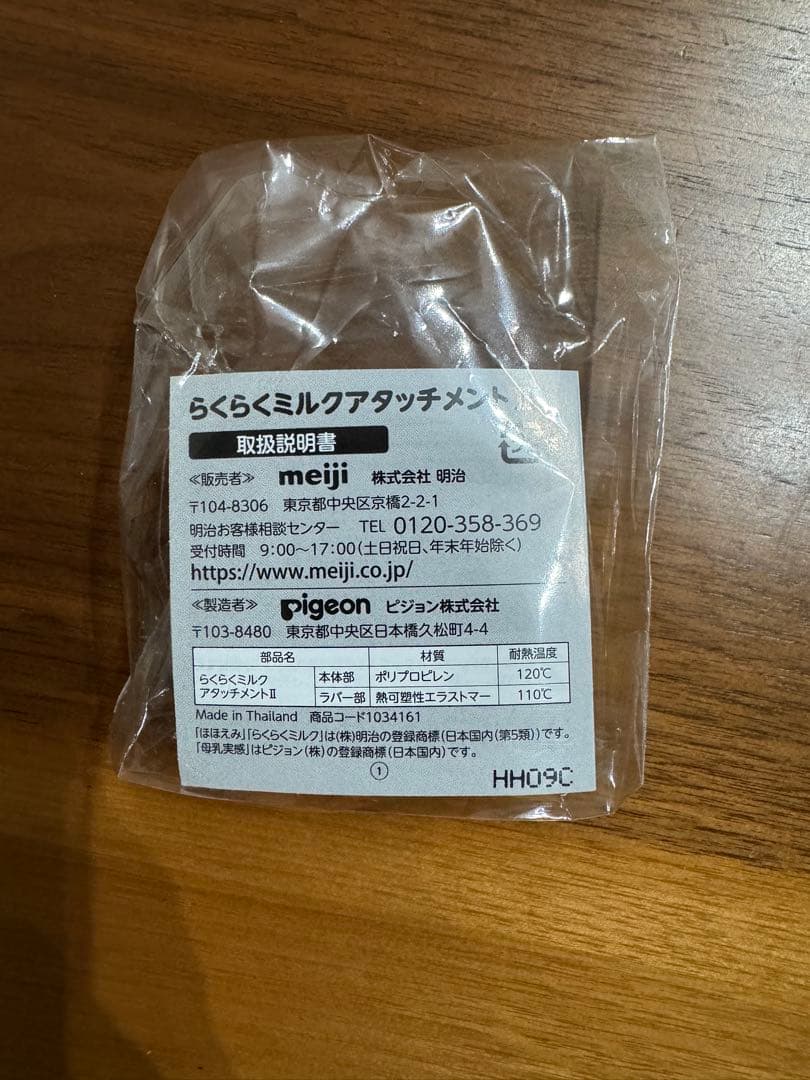 らくらくミルクアタッチメント
取扱説明書
≪販売者≫ meiji 株式会社 明治
〒104-8306 東京都中央区京橋2-2-1
明治お客様相談センター TEL 0120-358-369
受付時間 9:00〜17:00(土日祝日、年末年始除く)
https://www.meiji.co.jp/
≪製造者≫ pigeon ピジョン株式会社
〒103-8480 東京都中央区日本橋久松町4-4
部品名 材質 耐熱温度
らくらくミルク 本体部 ポリプロピレン 120℃
アタッチメントⅡ ラバー部 熱可塑性エラストマー 110℃
Made in Thailand 商品コード1034161
「ほほえみ」「らくらくミルク」は(株)明治の登録商標(日本国内(第5類))です。
「母乳実感」はピジョン(株)の登録商標(日本国内)です。
①
HH09C